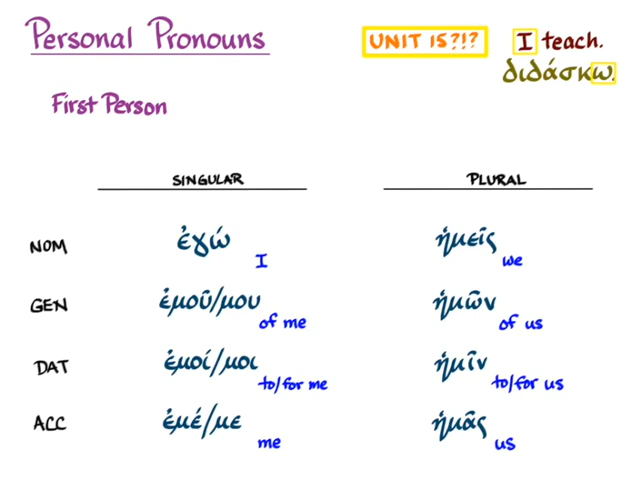 Personal Pronouns
UNIT 15?!?
I teach.
διδάσκω.
First Person
SINGULAR PLURAL
NOM ἐγώ I ἡμεῖς we
GEN ἐμοῦ/μου of me ἡμῶν of us
DAT ἐμοί/μοι to/for me ἡμῖν to/for us
ACC ἐμέ/με me ἡμᾶς us